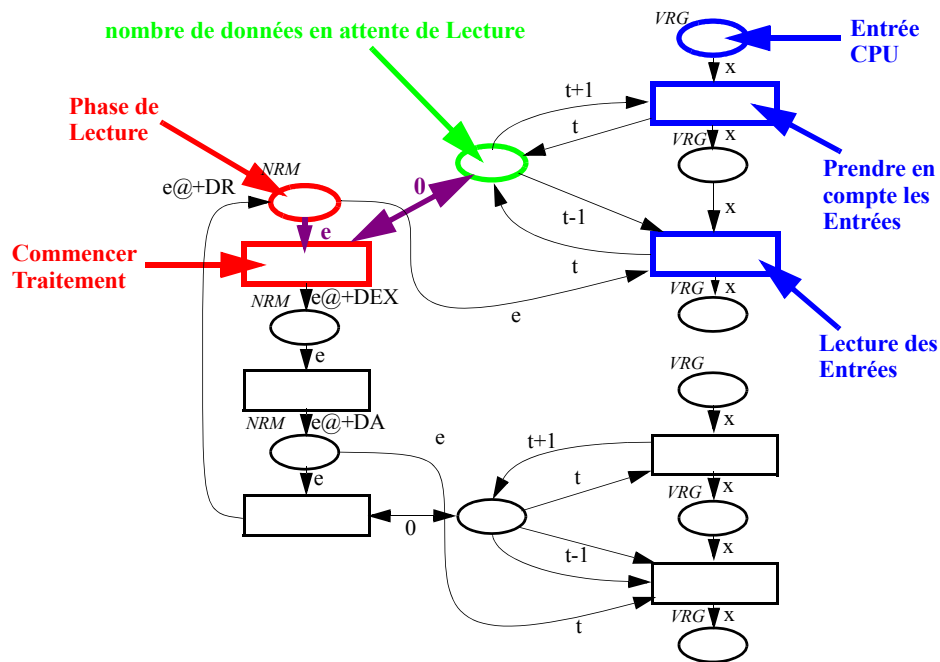 VRG
nombre de données en attente de Lecture
Entrée
CPU
x
t+1
Phase de
Lecture
t
VRG
x
NRM
e@+DR
0
Prendre en
compte les
Entrées
x
e
t-1
Commencer
Traitement
t
VRG
x
NRM
e@+DEX
e
Lecture des
Entrées
e
VRG
x
NRM
e@+DA
e
t+1
e
t
VRG
x
0
t-1
x
t
VRG
x